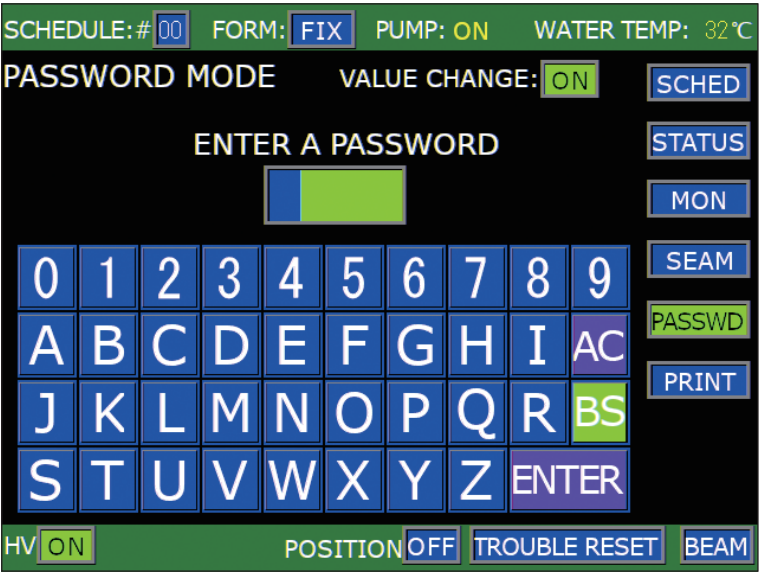 SCHEDULE:# 00 FORM: FIX PUMP: ON WATER TEMP: 32℃
PASSWORD MODE VALUE CHANGE: ON SCHED
ENTER A PASSWORD STATUS
MON
0 1 2 3 4 5 6 7 8 9 SEAM
A B C D E F G H I AC PASSWD
J K L M N O P Q R BS PRINT
S T U V W X Y Z ENTER
HV ON POSITION OFF TROUBLE RESET BEAM